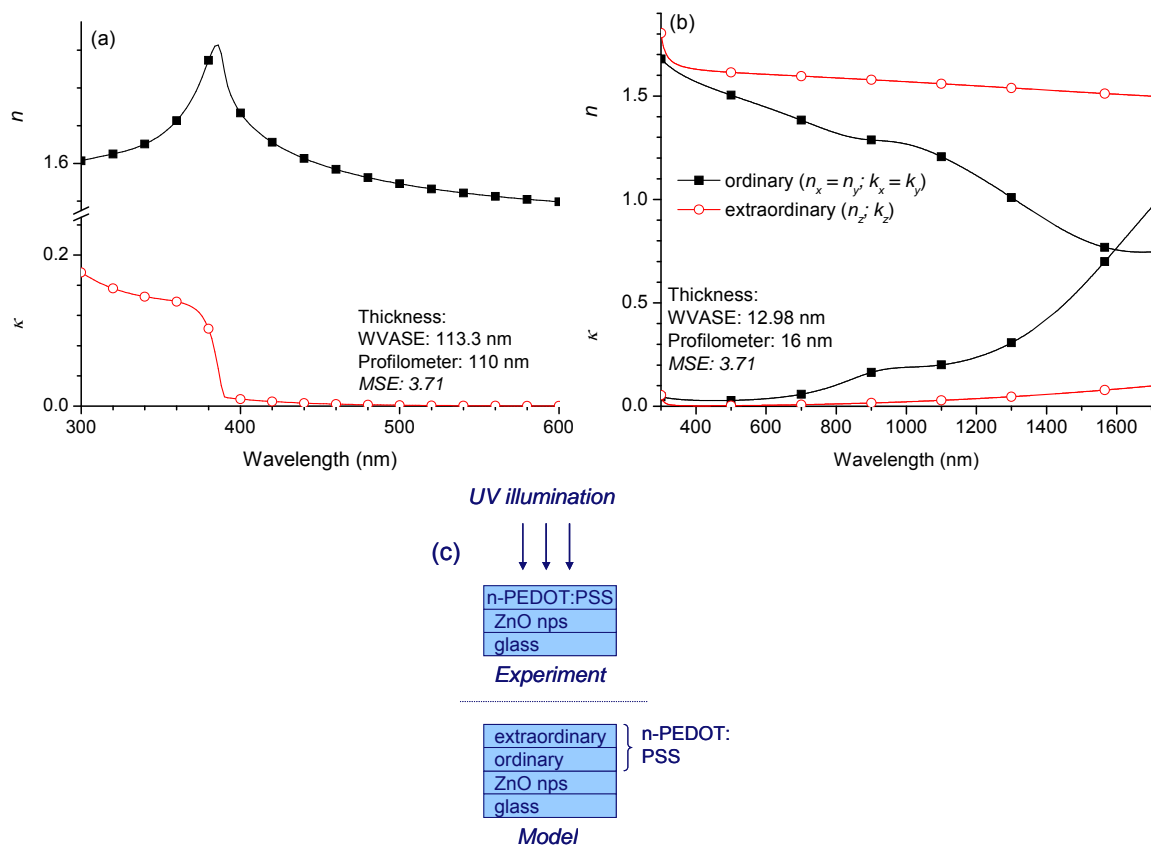 (a)
n
1.6
0.2
κ
0.0
300
400
500
600
Wavelength (nm)
Thickness:
WVASE: 113.3 nm
Profilometer: 110 nm
MSE: 3.71
(b)
n
1.5
1.0
0.5
κ
0.0
400
600
800
1000
1200
1400
1600
Wavelength (nm)
ordinary (nx = ny; kx = ky)
extraordinary (nz; kz)
Thickness:
WVASE: 12.98 nm
Profilometer: 16 nm
MSE: 3.71
UV illumination
(c)
n-PEDOT:PSS
ZnO nps
glass
Experiment
extraordinary
ordinary
ZnO nps
glass
n-PEDOT:
PSS
Model